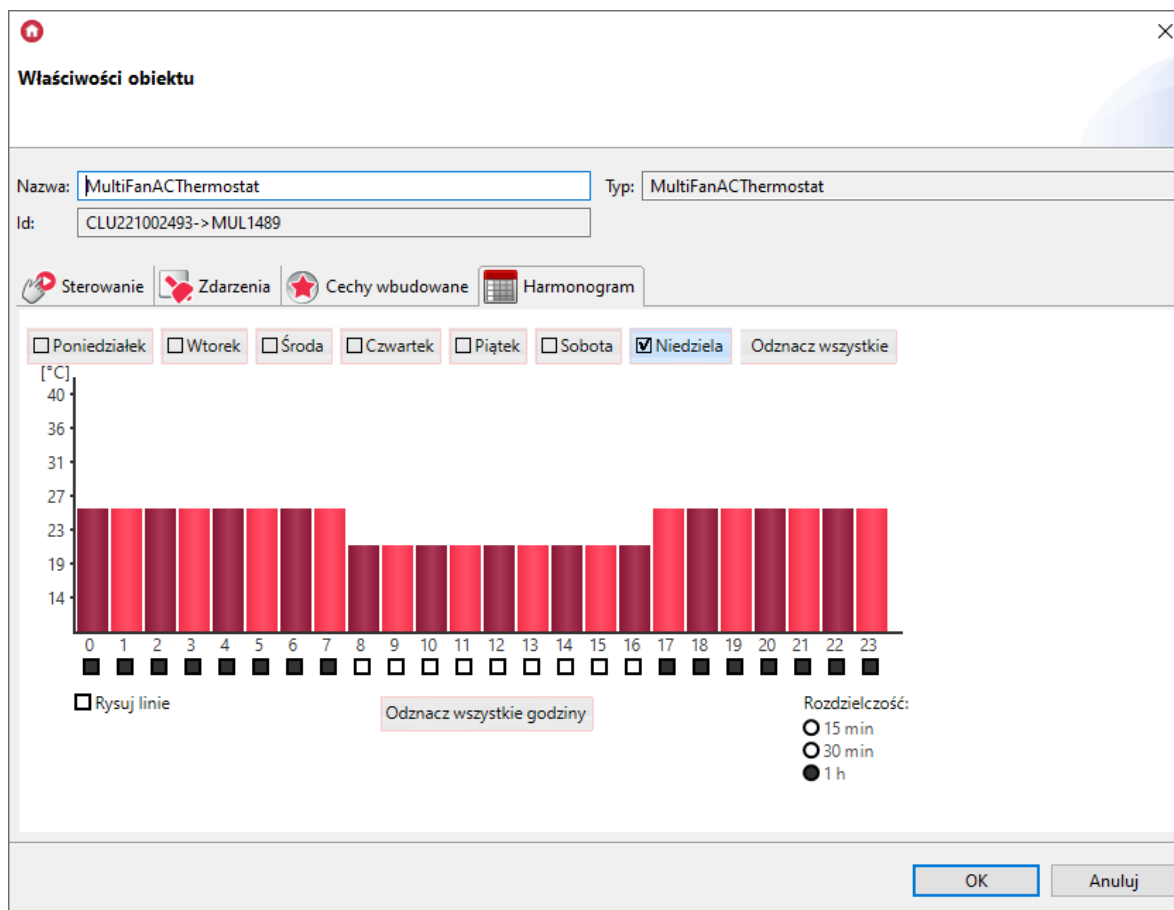 Właściwości obiektu
Nazwa: MultiFanACThermostat Typ: MultiFanACThermostat
Id: CLU221002493->MUL1489
Sterowanie Zdarzenia Cechy wbudowane Harmonogram
Poniedziałek Wtorek Środa Czwartek Piątek Sobota Niedziela Odznacz wszystkie
[°C]
40
36
31
27
23
19
14
0 1 2 3 4 5 6 7 8 9 10 11 12 13 14 15 16 17 18 19 20 21 22 23
Rysuj linie Odznacz wszystkie godziny Rozdzielczość:
15 min
30 min
1 h
OK Anuluj